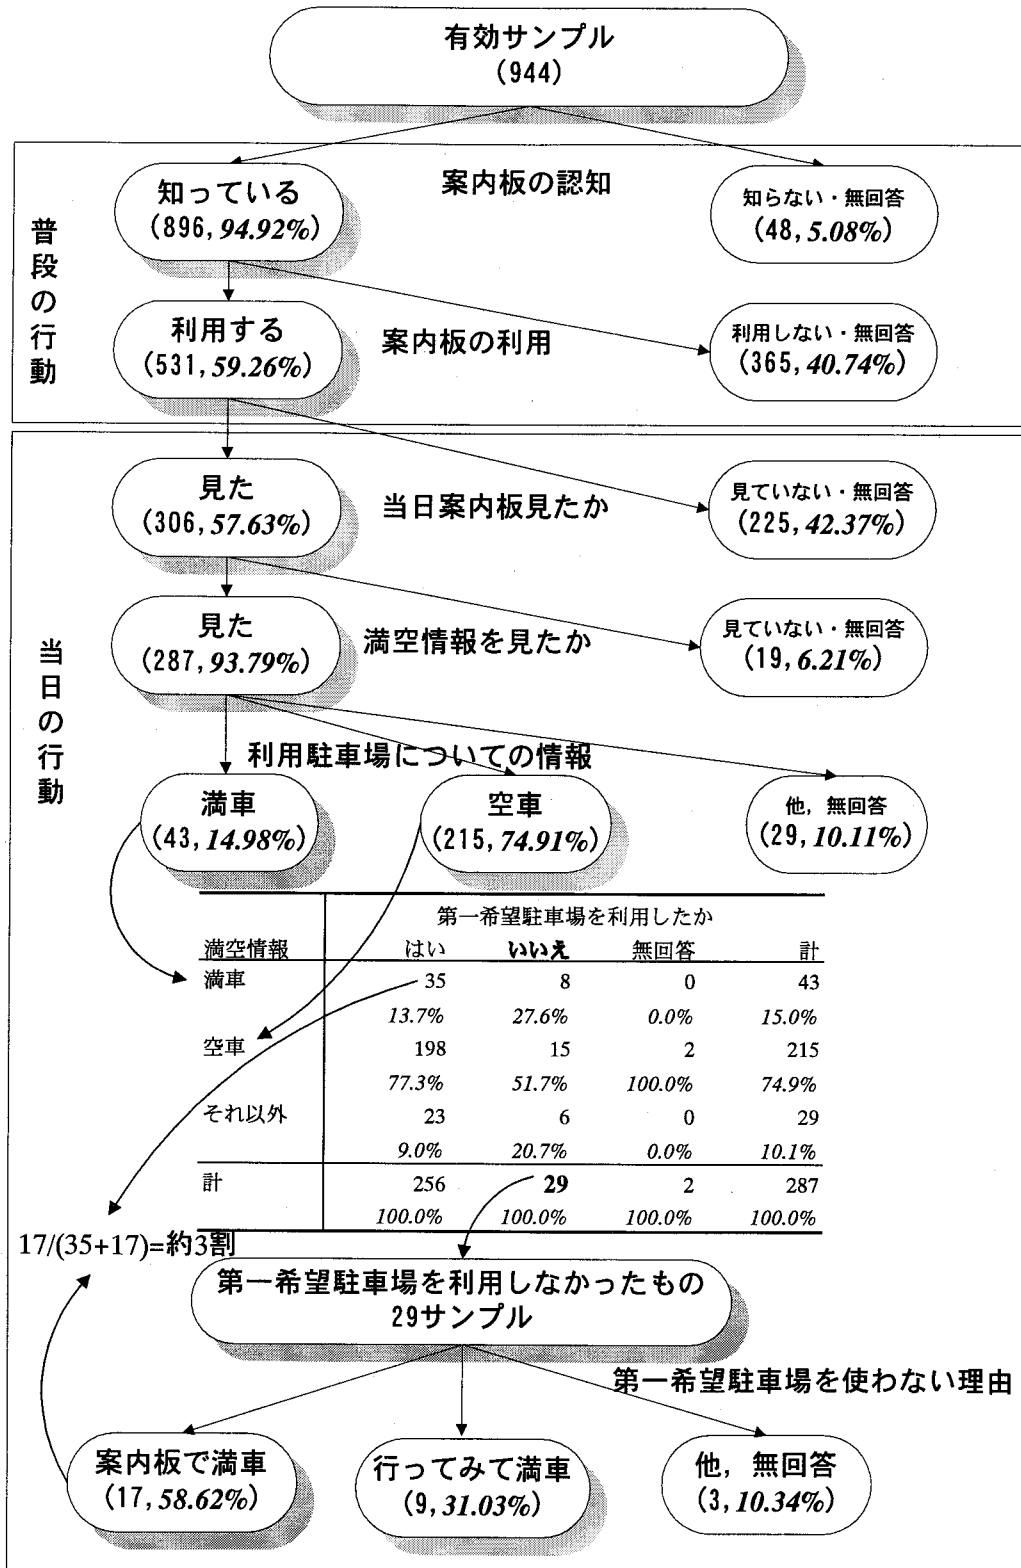 有効サンプル
(944)
案内板の認知
知っている
(896, 94.92%)
知らない・無回答
(48, 5.08%)
普段の行動
利用する
(531, 59.26%)
案内板の利用
利用しない・無回答
(365, 40.74%)
見た
(306, 57.63%)
当日案内板見たか
見ていない・無回答
(225, 42.37%)
見た
(287, 93.79%)
満空情報を見たか
見ていない・無回答
(19, 6.21%)
当日の行動
利用駐車場についての情報
満車
(43, 14.98%)
空車
(215, 74.91%)
他, 無回答
(29, 10.11%)
第一希望駐車場を利用したか
満空情報 はい いいえ 無回答 計
満車 35 8 0 43
13.7% 27.6% 0.0% 15.0%
空車 198 15 2 215
77.3% 51.7% 100.0% 74.9%
それ以外 23 6 0 29
9.0% 20.7% 0.0% 10.1%
計 256 29 2 287
100.0% 100.0% 100.0% 100.0%
17/(35+17)=約3割
第一希望駐車場を利用しなかったもの
29サンプル
第一希望駐車場を使わない理由
案内板で満車
(17, 58.62%)
行ってみて満車
(9, 31.03%)
他, 無回答
(3, 10.34%)